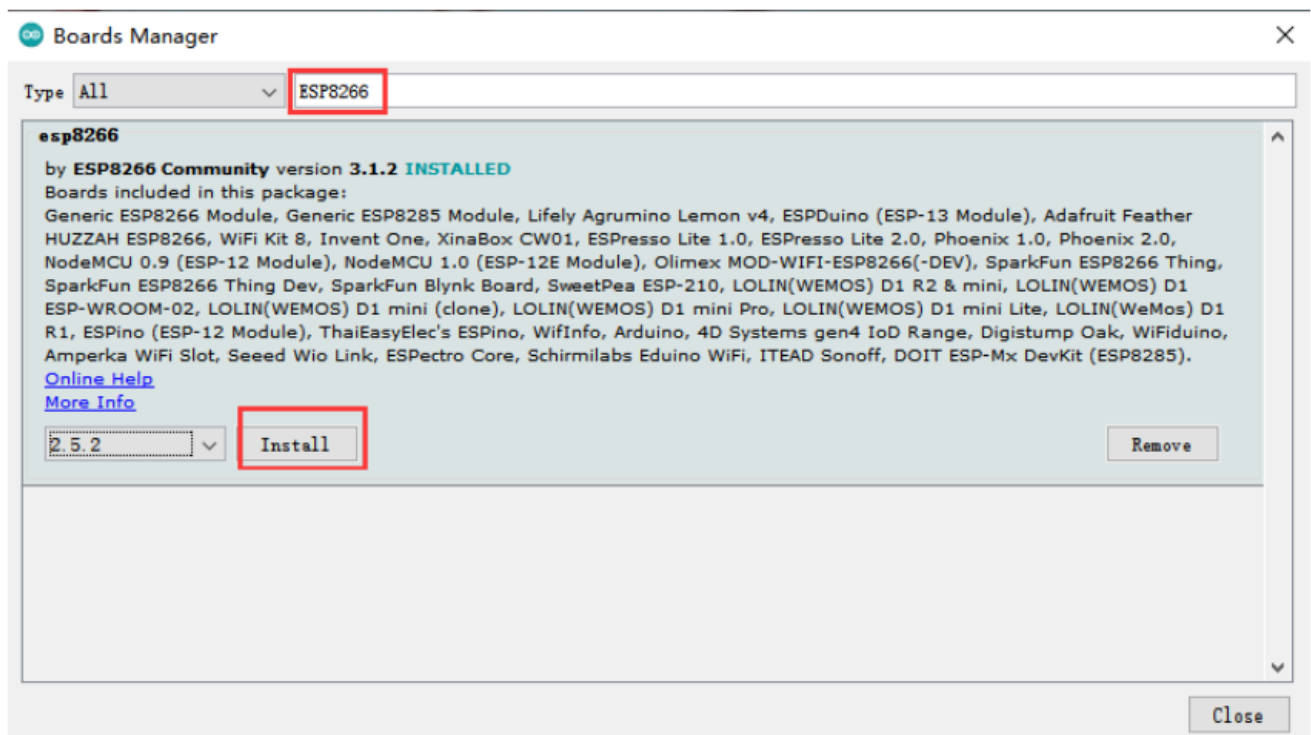 Boards Manager
Type All ESP8266
esp8266
by ESP8266 Community version 3.1.2 INSTALLED
Boards included in this package:
Generic ESP8266 Module, Generic ESP8285 Module, Lifely Agrumino Lemon v4, ESPDuino (ESP-13 Module), Adafruit Feather
HUZZAH ESP8266, WiFi Kit 8, Invent One, XinaBox CW01, ESPresso Lite 1.0, ESPresso Lite 2.0, Phoenix 1.0, Phoenix 2.0,
NodeMCU 0.9 (ESP-12 Module), NodeMCU 1.0 (ESP-12E Module), Olimex MOD-WIFI-ESP8266(-DEV), SparkFun ESP8266 Thing,
SparkFun ESP8266 Thing Dev, SparkFun Blynk Board, SweetPea ESP-210, LOLIN(WEMOS) D1 R2 & mini, LOLIN(WEMOS) D1
ESP-WROOM-02, LOLIN(WEMOS) D1 mini (clone), LOLIN(WEMOS) D1 mini Pro, LOLIN(WEMOS) D1 mini Lite, LOLIN(WeMos) D1
R1, ESPino (ESP-12 Module), ThaiEasyElec's ESPino, WifInfo, Arduino, 4D Systems gen4 IoD Range, Digistump Oak, WiFiduino,
Amperka WiFi Slot, Seeed Wio Link, ESPectro Core, Schirmilabs Eduino WiFi, ITEAD Sonoff, DOIT ESP-Mx DevKit (ESP8285).
Online Help
More Info
2.5.2 Install Remove
Close